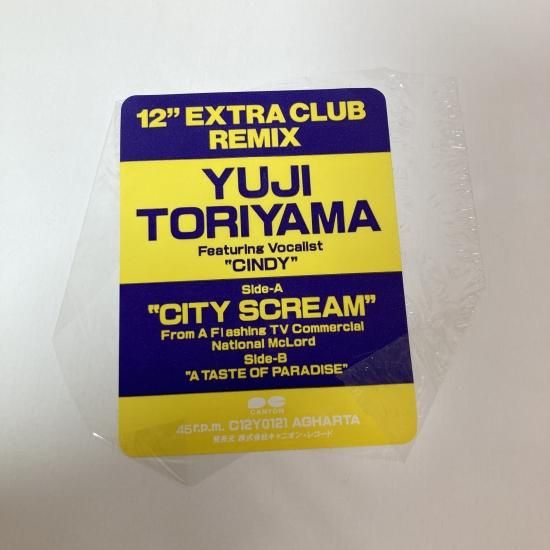 12” EXTRA CLUB
REMIX
YUJI
TORIYAMA
Featuring Vocalist
"CINDY"
Side-A
"CITY SCREAM"
From A Flashing TV Commercial
National McLord
Side-B
"A TASTE OF PARADISE"
CANYON
45r.p.m. C12Y0121 AGHARTA
発売元 株式会社キャニオン・レコード